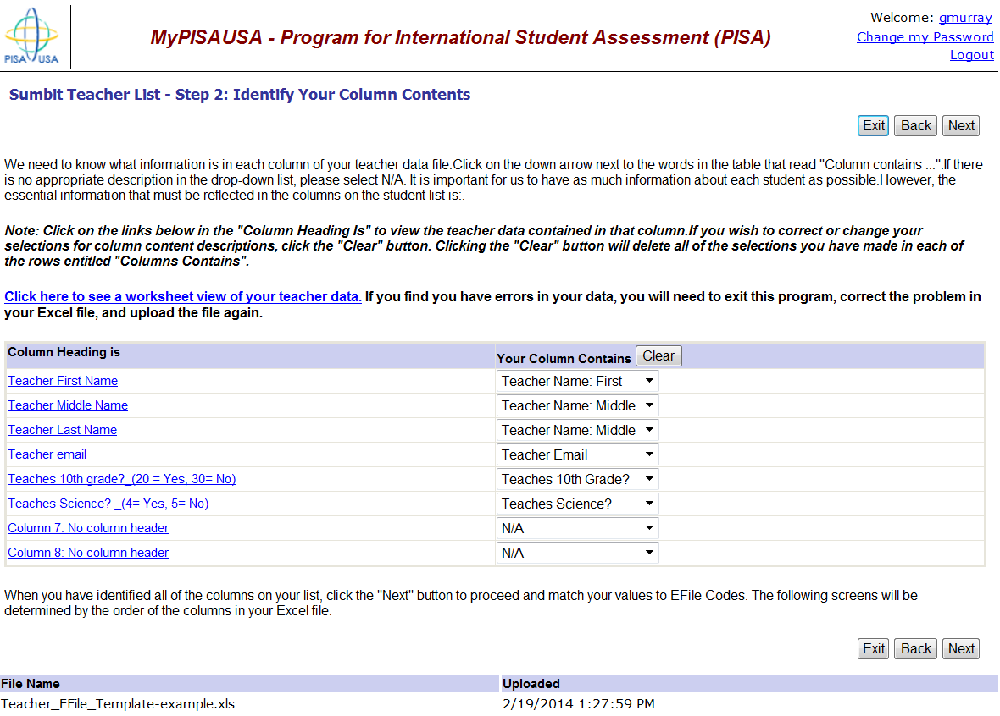 PISA USA
MyPISAUSA - Program for International Student Assessment (PISA)
Welcome: gmurray
Change my Password
Logout
Sumbit Teacher List - Step 2: Identify Your Column Contents
Exit Back Next
We need to know what information is in each column of your teacher data file.Click on the down arrow next to the words in the table that read "Column contains ...".If there
is no appropriate description in the drop-down list, please select N/A. It is important for us to have as much information about each student as possible.However, the
essential information that must be reflected in the columns on the student list is:.
Note: Click on the links below in the "Column Heading Is" to view the teacher data contained in that column.If you wish to correct or change your
selections for column content descriptions, click the "Clear" button. Clicking the "Clear" button will delete all of the selections you have made in each of
the rows entitled "Columns Contains".
Click here to see a worksheet view of your teacher data. If you find you have errors in your data, you will need to exit this program, correct the problem in
your Excel file, and upload the file again.
Column Heading is Your Column Contains Clear
Teacher First Name Teacher Name: First
Teacher Middle Name Teacher Name: Middle
Teacher Last Name Teacher Name: Middle
Teacher email Teacher Email
Teaches 10th grade?_(20 = Yes, 30= No) Teaches 10th Grade?
Teaches Science? _(4= Yes, 5= No) Teaches Science?
Column 7: No column header N/A
Column 8: No column header N/A
When you have identified all of the columns on your list, click the "Next" button to proceed and match your values to EFile Codes. The following screens will be
determined by the order of the columns in your Excel file.
Exit Back Next
File Name Uploaded
Teacher_EFile_Template-example.xls 2/19/2014 1:27:59 PM